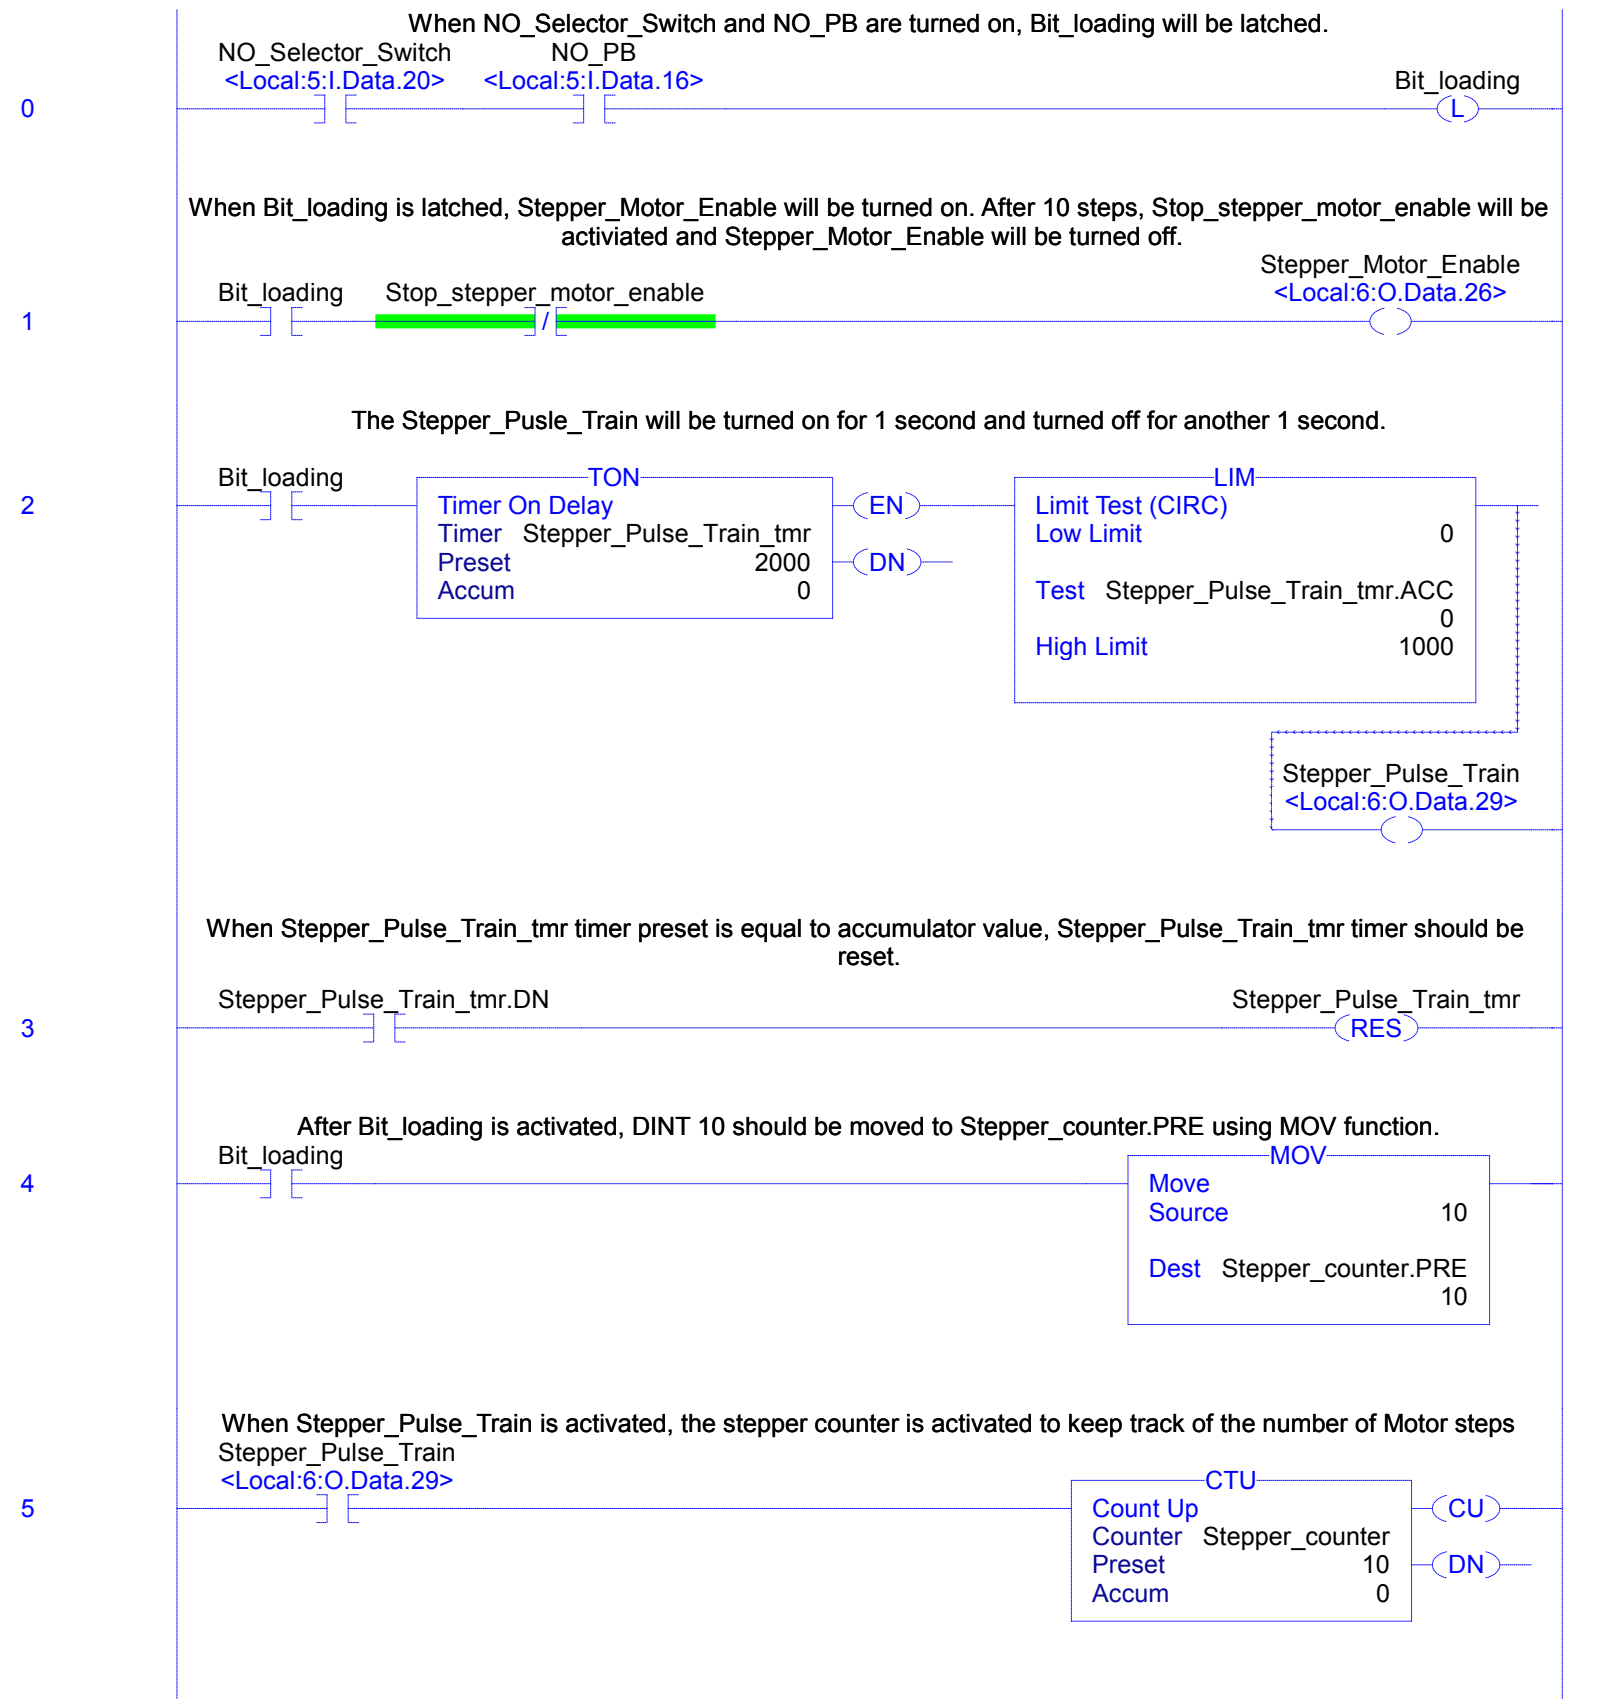 When NO_Selector_Switch and NO_PB are turned on, Bit_loading will be latched.
NO_Selector_Switch NO_PB
<Local:5:I.Data.20> <Local:5:I.Data.16> Bit_loading
0 L
When Bit_loading is latched, Stepper_Motor_Enable will be turned on. After 10 steps, Stop_stepper_motor_enable will be
activiated and Stepper_Motor_Enable will be turned off.
Stepper_Motor_Enable
Bit_loading Stop_stepper_motor_enable <Local:6:O.Data.26>
1 /
The Stepper_Pusle_Train will be turned on for 1 second and turned off for another 1 second.
Bit_loading TON LIM
2 Timer On Delay EN Limit Test (CIRC)
Timer Stepper_Pulse_Train_tmr Low Limit 0
Preset 2000 DN
Accum 0 Test Stepper_Pulse_Train_tmr.ACC
0
High Limit 1000
Stepper_Pulse_Train
<Local:6:O.Data.29>
When Stepper_Pulse_Train_tmr timer preset is equal to accumulator value, Stepper_Pulse_Train_tmr timer should be
reset.
Stepper_Pulse_Train_tmr.DN Stepper_Pulse_Train_tmr
3 RES
After Bit_loading is activated, DINT 10 should be moved to Stepper_counter.PRE using MOV function.
Bit_loading MOV
4 Move
Source 10
Dest Stepper_counter.PRE
10
When Stepper_Pulse_Train is activated, the stepper counter is activated to keep track of the number of Motor steps
Stepper_Pulse_Train
<Local:6:O.Data.29> CTU
5 Count Up CU
Counter Stepper_counter
Preset 10 DN
Accum 0